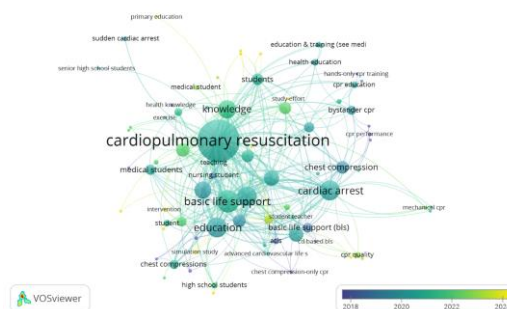 primary education
sudden cardiac arrest
education & training (see medi
senior high school students
students
health education
hands-only cpr training
cpr education
medical student
health knowledge
knowledge
study effort
bystander cpr
exercise
cardiopulmonary resuscitation
cpr performance
teaching
medical students
nursing student
chest compression
cardiac arrest
basic life support
intervention
mechanical cpr
student
student teacher
education
basic life support (bls)
simulation study
advanced cardiovascular life s
cpr quality
chest compressions
chest compression-only cpr
high school students
VOSviewer
2018
2020
2022